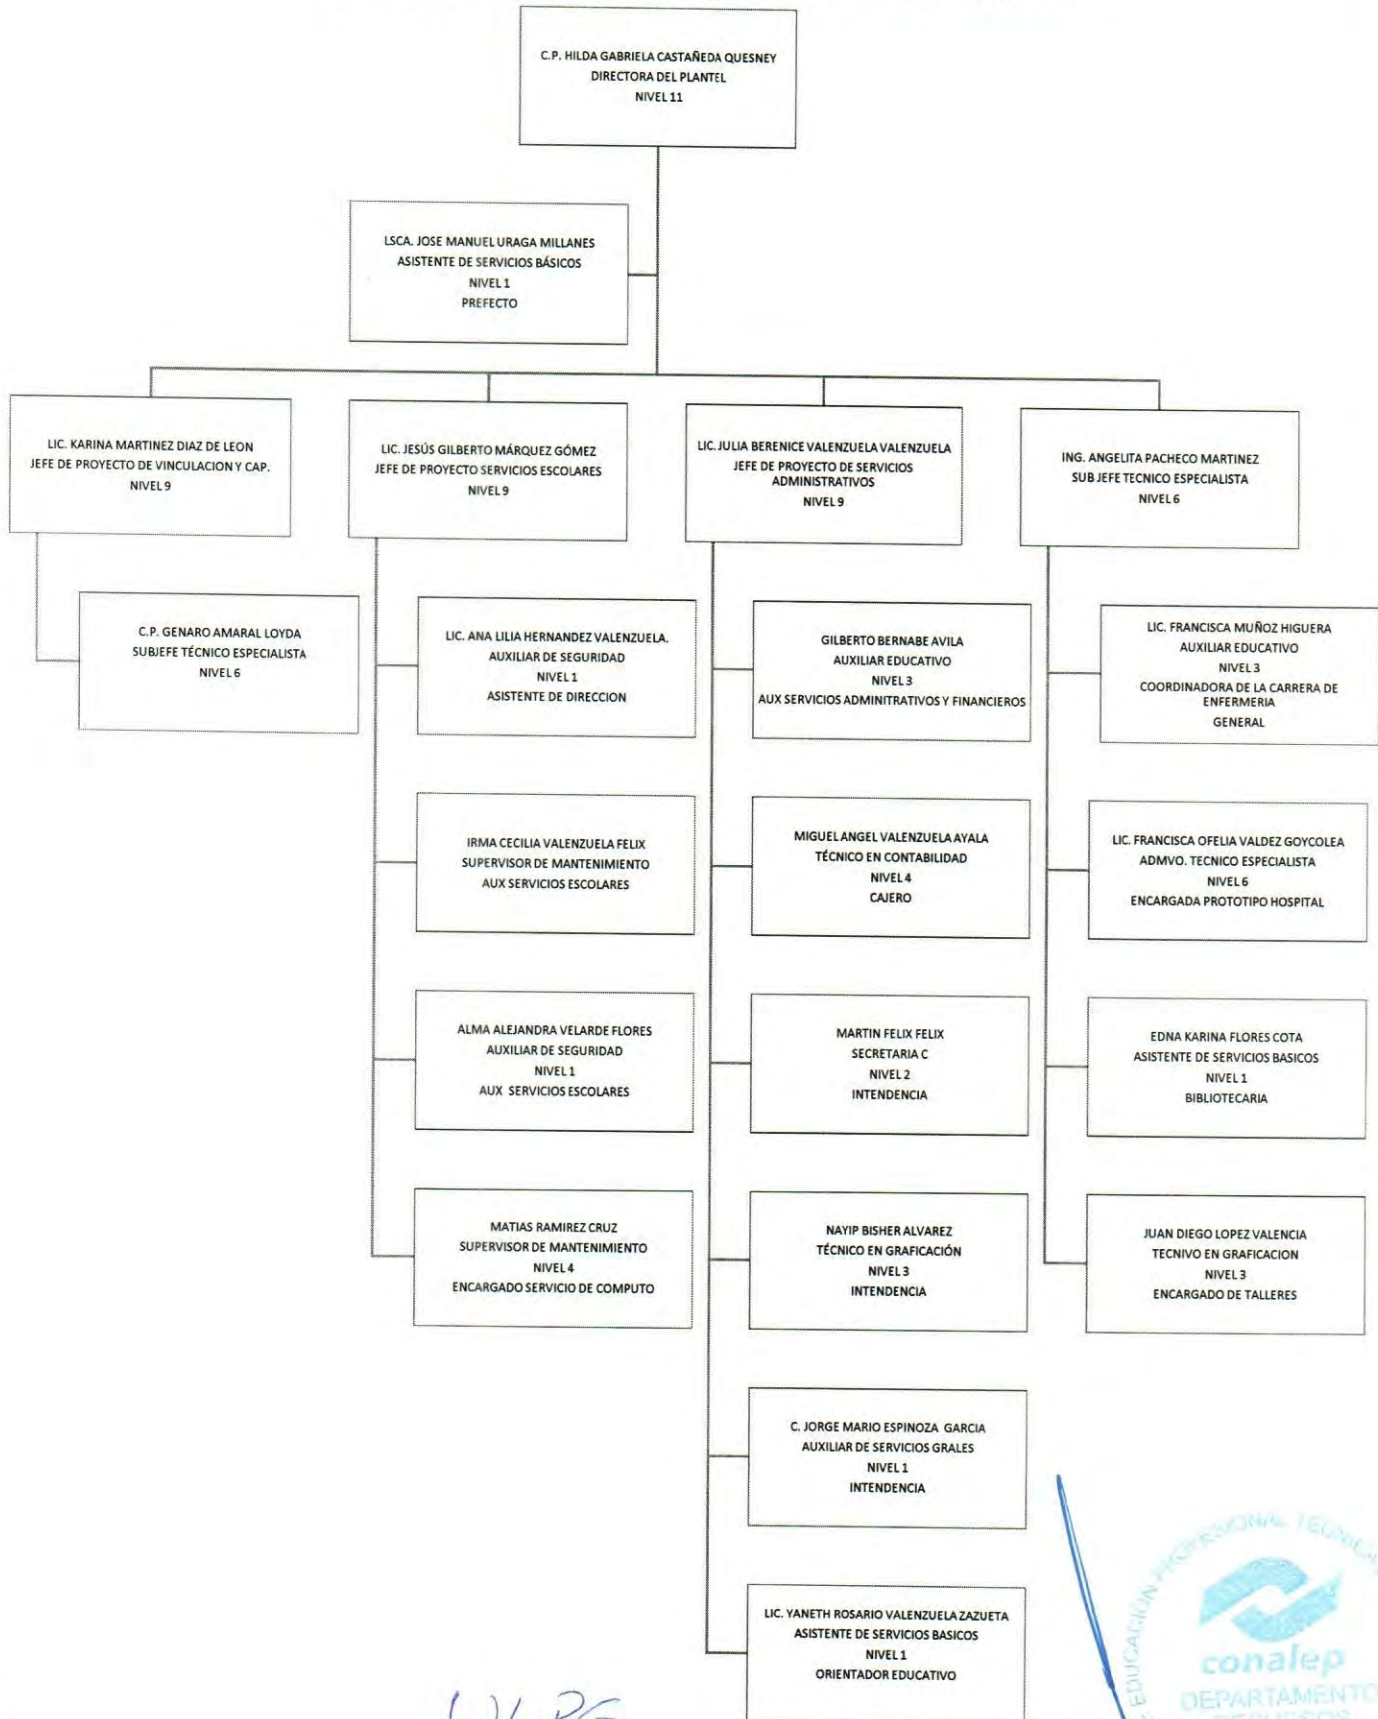 C.P. HILDA GABRIELA CASTAÑEDA QUESNEY
DIRECTORA DEL PLANTEL
NIVEL 11
LSCA. JOSE MANUEL URAGA MILLANES
ASISTENTE DE SERVICIOS BÁSICOS
NIVEL 1
PREFECTO
LIC. KARINA MARTINEZ DIAZ DE LEON
JEFE DE PROYECTO DE VINCULACION Y CAP.
NIVEL 9
LIC. JESÚS GILBERTO MÁRQUEZ GÓMEZ
JEFE DE PROYECTO SERVICIOS ESCOLARES
NIVEL 9
LIC. JULIA BERENICE VALENZUELA VALENZUELA
JEFE DE PROYECTO DE SERVICIOS
ADMINISTRATIVOS
NIVEL 9
ING. ANGELITA PACHECO MARTINEZ
SUB JEFE TECNICO ESPECIALISTA
NIVEL 6
C.P. GENARO AMARAL LOYDA
SUBJEFE TÉCNICO ESPECIALISTA
NIVEL 6
LIC. ANA LILIA HERNANDEZ VALENZUELA.
AUXILIAR DE SEGURIDAD
NIVEL 1
ASISTENTE DE DIRECCION
GILBERTO BERNABE AVILA
AUXILIAR EDUCATIVO
NIVEL 3
AUX SERVICIOS ADMINITRATIVOS Y FINANCIEROS
LIC. FRANCISCA MUÑOZ HIGUERA
AUXILIAR EDUCATIVO
NIVEL 3
COORDINADORA DE LA CARRERA DE
ENFERMERIA
GENERAL
IRMA CECILIA VALENZUELA FELIX
SUPERVISOR DE MANTENIMIENTO
AUX SERVICIOS ESCOLARES
MIGUEL ANGEL VALENZUELA AYALA
TÉCNICO EN CONTABILIDAD
NIVEL 4
CAJERO
LIC. FRANCISCA OFELIA VALDEZ GOYCOLEA
ADMVO. TECNICO ESPECIALISTA
NIVEL 6
ENCARGADA PROTOTIPO HOSPITAL
ALMA ALEJANDRA VELARDE FLORES
AUXILIAR DE SEGURIDAD
NIVEL 1
AUX SERVICIOS ESCOLARES
MARTIN FELIX FELIX
SECRETARIA C
NIVEL 2
INTENDENCIA
EDNA KARINA FLORES COTA
ASISTENTE DE SERVICIOS BASICOS
NIVEL 1
BIBLIOTECARIA
MATIAS RAMIREZ CRUZ
SUPERVISOR DE MANTENIMIENTO
NIVEL 4
ENCARGADO SERVICIO DE COMPUTO
NAYIP BISHER ALVAREZ
TÉCNICO EN GRAFICACIÓN
NIVEL 3
INTENDENCIA
JUAN DIEGO LOPEZ VALENCIA
TECNIVO EN GRAFICACION
NIVEL 3
ENCARGADO DE TALLERES
C. JORGE MARIO ESPINOZA GARCIA
AUXILIAR DE SERVICIOS GRALES
NIVEL 1
INTENDENCIA
LIC. YANETH ROSARIO VALENZUELA ZAZUETA
ASISTENTE DE SERVICIOS BASICOS
NIVEL 1
ORIENTADOR EDUCATIVO
EDUCACIÓN PROFESIONAL
conalep
DEPARTAMENTO